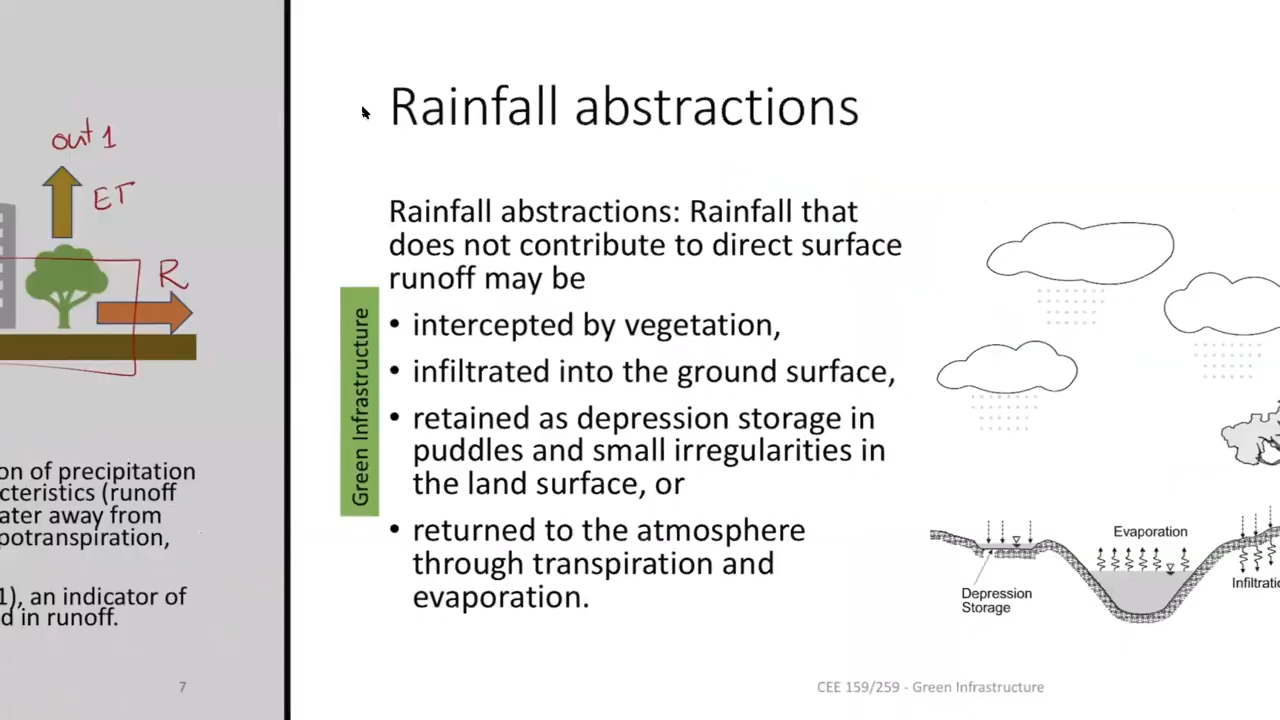 out 1
ET
R
on of precipitation
cteristics (runoff
ater away from
potranspiration,
1), an indicator of
d in runoff.
7
Rainfall abstractions
Rainfall abstractions: Rainfall that
does not contribute to direct surface
runoff may be
• intercepted by vegetation,
• infiltrated into the ground surface,
• retained as depression storage in
puddles and small irregularities in
the land surface, or
• returned to the atmosphere
through transpiration and
evaporation.
Green Infrastructure
Evaporation
Depression
Storage
Infiltratio
CEE 159/259 - Green Infrastructure